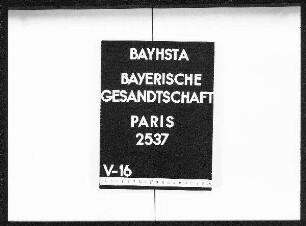 BAYHSTA
BAYERISCHE
GESANDTSCHAFT
PARIS
2537
V-16